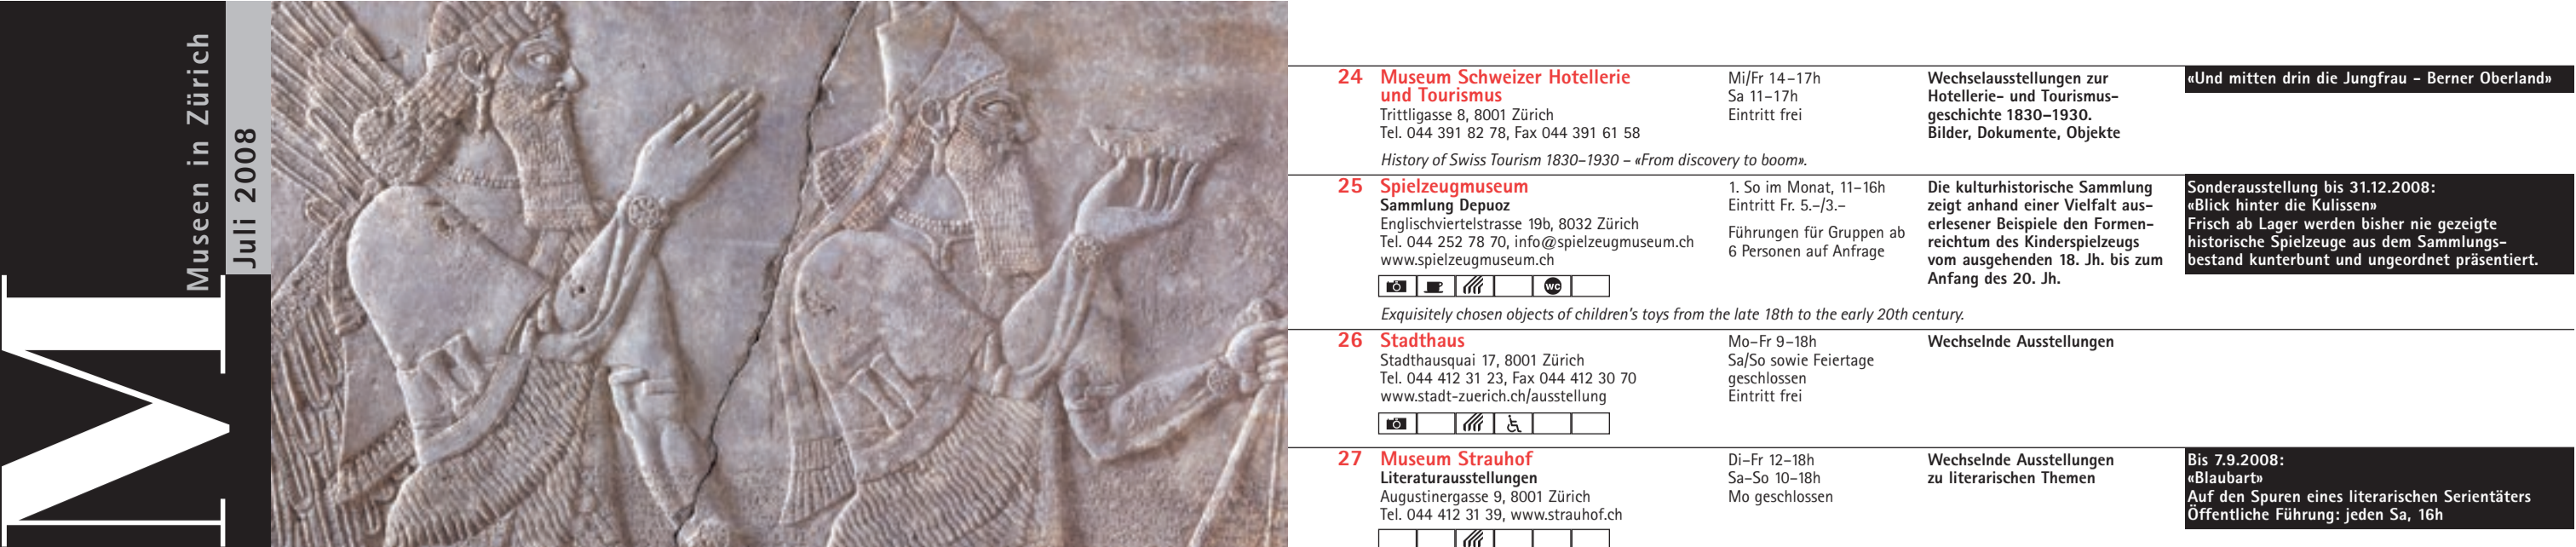 M
Museen in Zürich
Juli 2008
24 Museum Schweizer Hotellerie
und Tourismus
Trittligasse 8, 8001 Zürich
Tel. 044 391 82 78, Fax 044 391 61 58
Mi/Fr 14–17h
Sa 11–17h
Eintritt frei
Wechselausstellungen zur
Hotellerie- und Tourismus-
geschichte 1830–1930.
Bilder, Dokumente, Objekte
«Und mitten drin die Jungfrau - Berner Oberland»
History of Swiss Tourism 1830–1930 – «From discovery to boom».
25 Spielzeugmuseum
Sammlung Depuoz
Englischviertelstrasse 19b, 8032 Zürich
Tel. 044 252 78 70, info@spielzeugmuseum.ch
www.spielzeugmuseum.ch
WC
1. So im Monat, 11–16h
Eintritt Fr. 5.–/3.–
Führungen für Gruppen ab
6 Personen auf Anfrage
Die kulturhistorische Sammlung
zeigt anhand einer Vielfalt aus-
erlesener Beispiele den Formen-
reichtum des Kinderspielzeugs
vom ausgehenden 18. Jh. bis zum
Anfang des 20. Jh.
Sonderausstellung bis 31.12.2008:
«Blick hinter die Kulissen»
Frisch ab Lager werden bisher nie gezeigte
historische Spielzeuge aus dem Sammlungs-
bestand kunterbunt und ungeordnet präsentiert.
Exquisitely chosen objects of children's toys from the late 18th to the early 20th century.
26 Stadthaus
Stadthausquai 17, 8001 Zürich
Tel. 044 412 31 23, Fax 044 412 30 70
www.stadt-zuerich.ch/ausstellung
Mo–Fr 9–18h
Sa/So sowie Feiertage
geschlossen
Eintritt frei
Wechselnde Ausstellungen
27 Museum Strauhof
Literaturausstellungen
Augustinergasse 9, 8001 Zürich
Tel. 044 412 31 39, www.strauhof.ch
Di–Fr 12–18h
Sa–So 10–18h
Mo geschlossen
Wechselnde Ausstellungen
zu literarischen Themen
Bis 7.9.2008:
«Blaubart»
Auf den Spuren eines literarischen Serientäters
Öffentliche Führung: jeden Sa, 16h